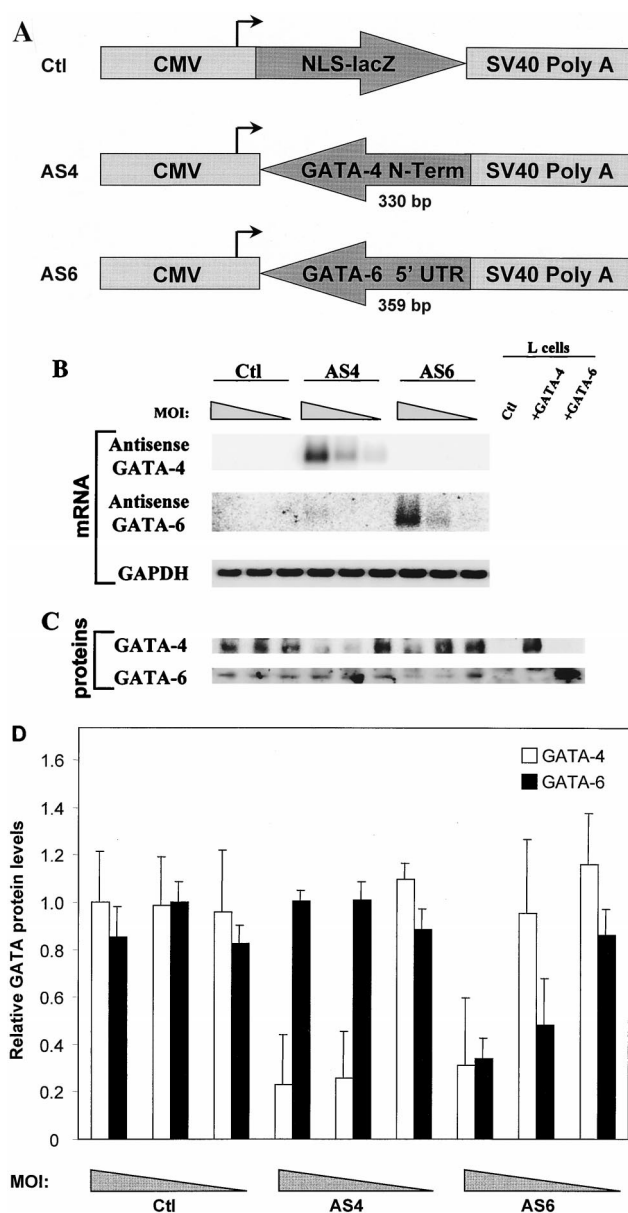 A
Ctl CMV NLS-lacZ SV40 Poly A
AS4 CMV GATA-4 N-Term SV40 Poly A
330 bp
AS6 CMV GATA-6 5' UTR SV40 Poly A
359 bp
B
Ctl AS4 AS6 L cells
MOI: Ctl +GATA-4 +GATA-6
mRNA
Antisense
GATA-4
Antisense
GATA-6
GAPDH
C
proteins
GATA-4
GATA-6
D
Relative GATA protein levels
1.6
1.4
1.2
1.0
0.8
0.6
0.4
0.2
0
GATA-4
GATA-6
MOI:
Ctl AS4 AS6